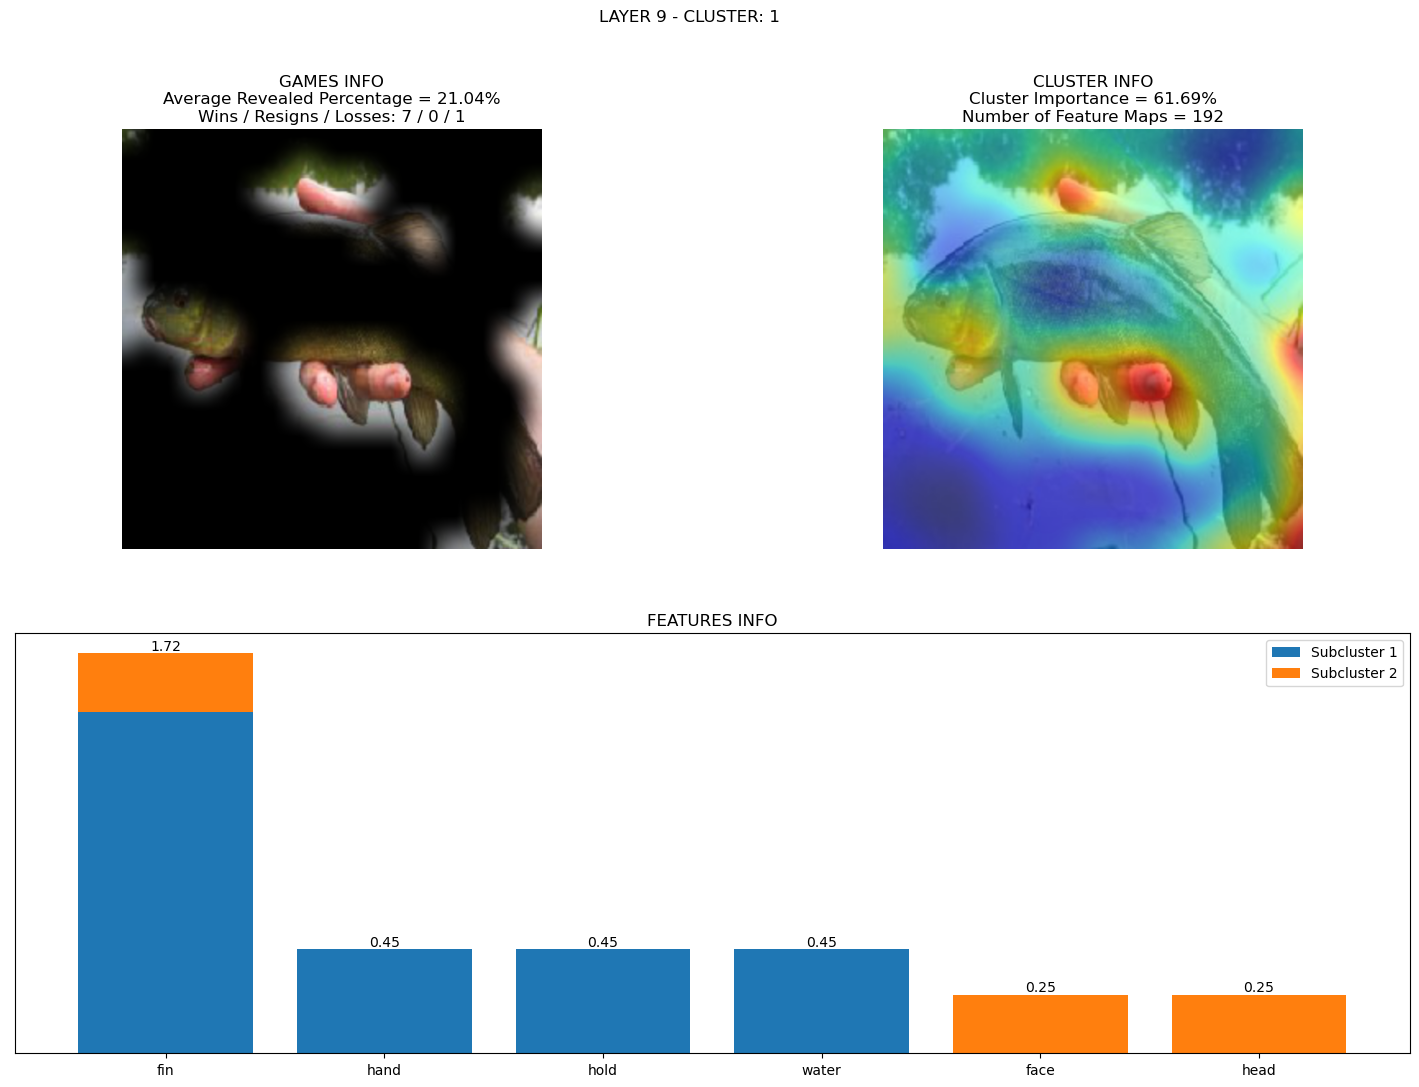 LAYER 9 - CLUSTER: 1
GAMES INFO
Average Revealed Percentage = 21.04%
Wins / Resigns / Losses: 7 / 0 / 1
CLUSTER INFO
Cluster Importance = 61.69%
Number of Feature Maps = 192
FEATURES INFO
Subcluster 1
Subcluster 2
1.72
0.45
0.45
0.45
0.25
0.25
fin
hand
hold
water
face
head